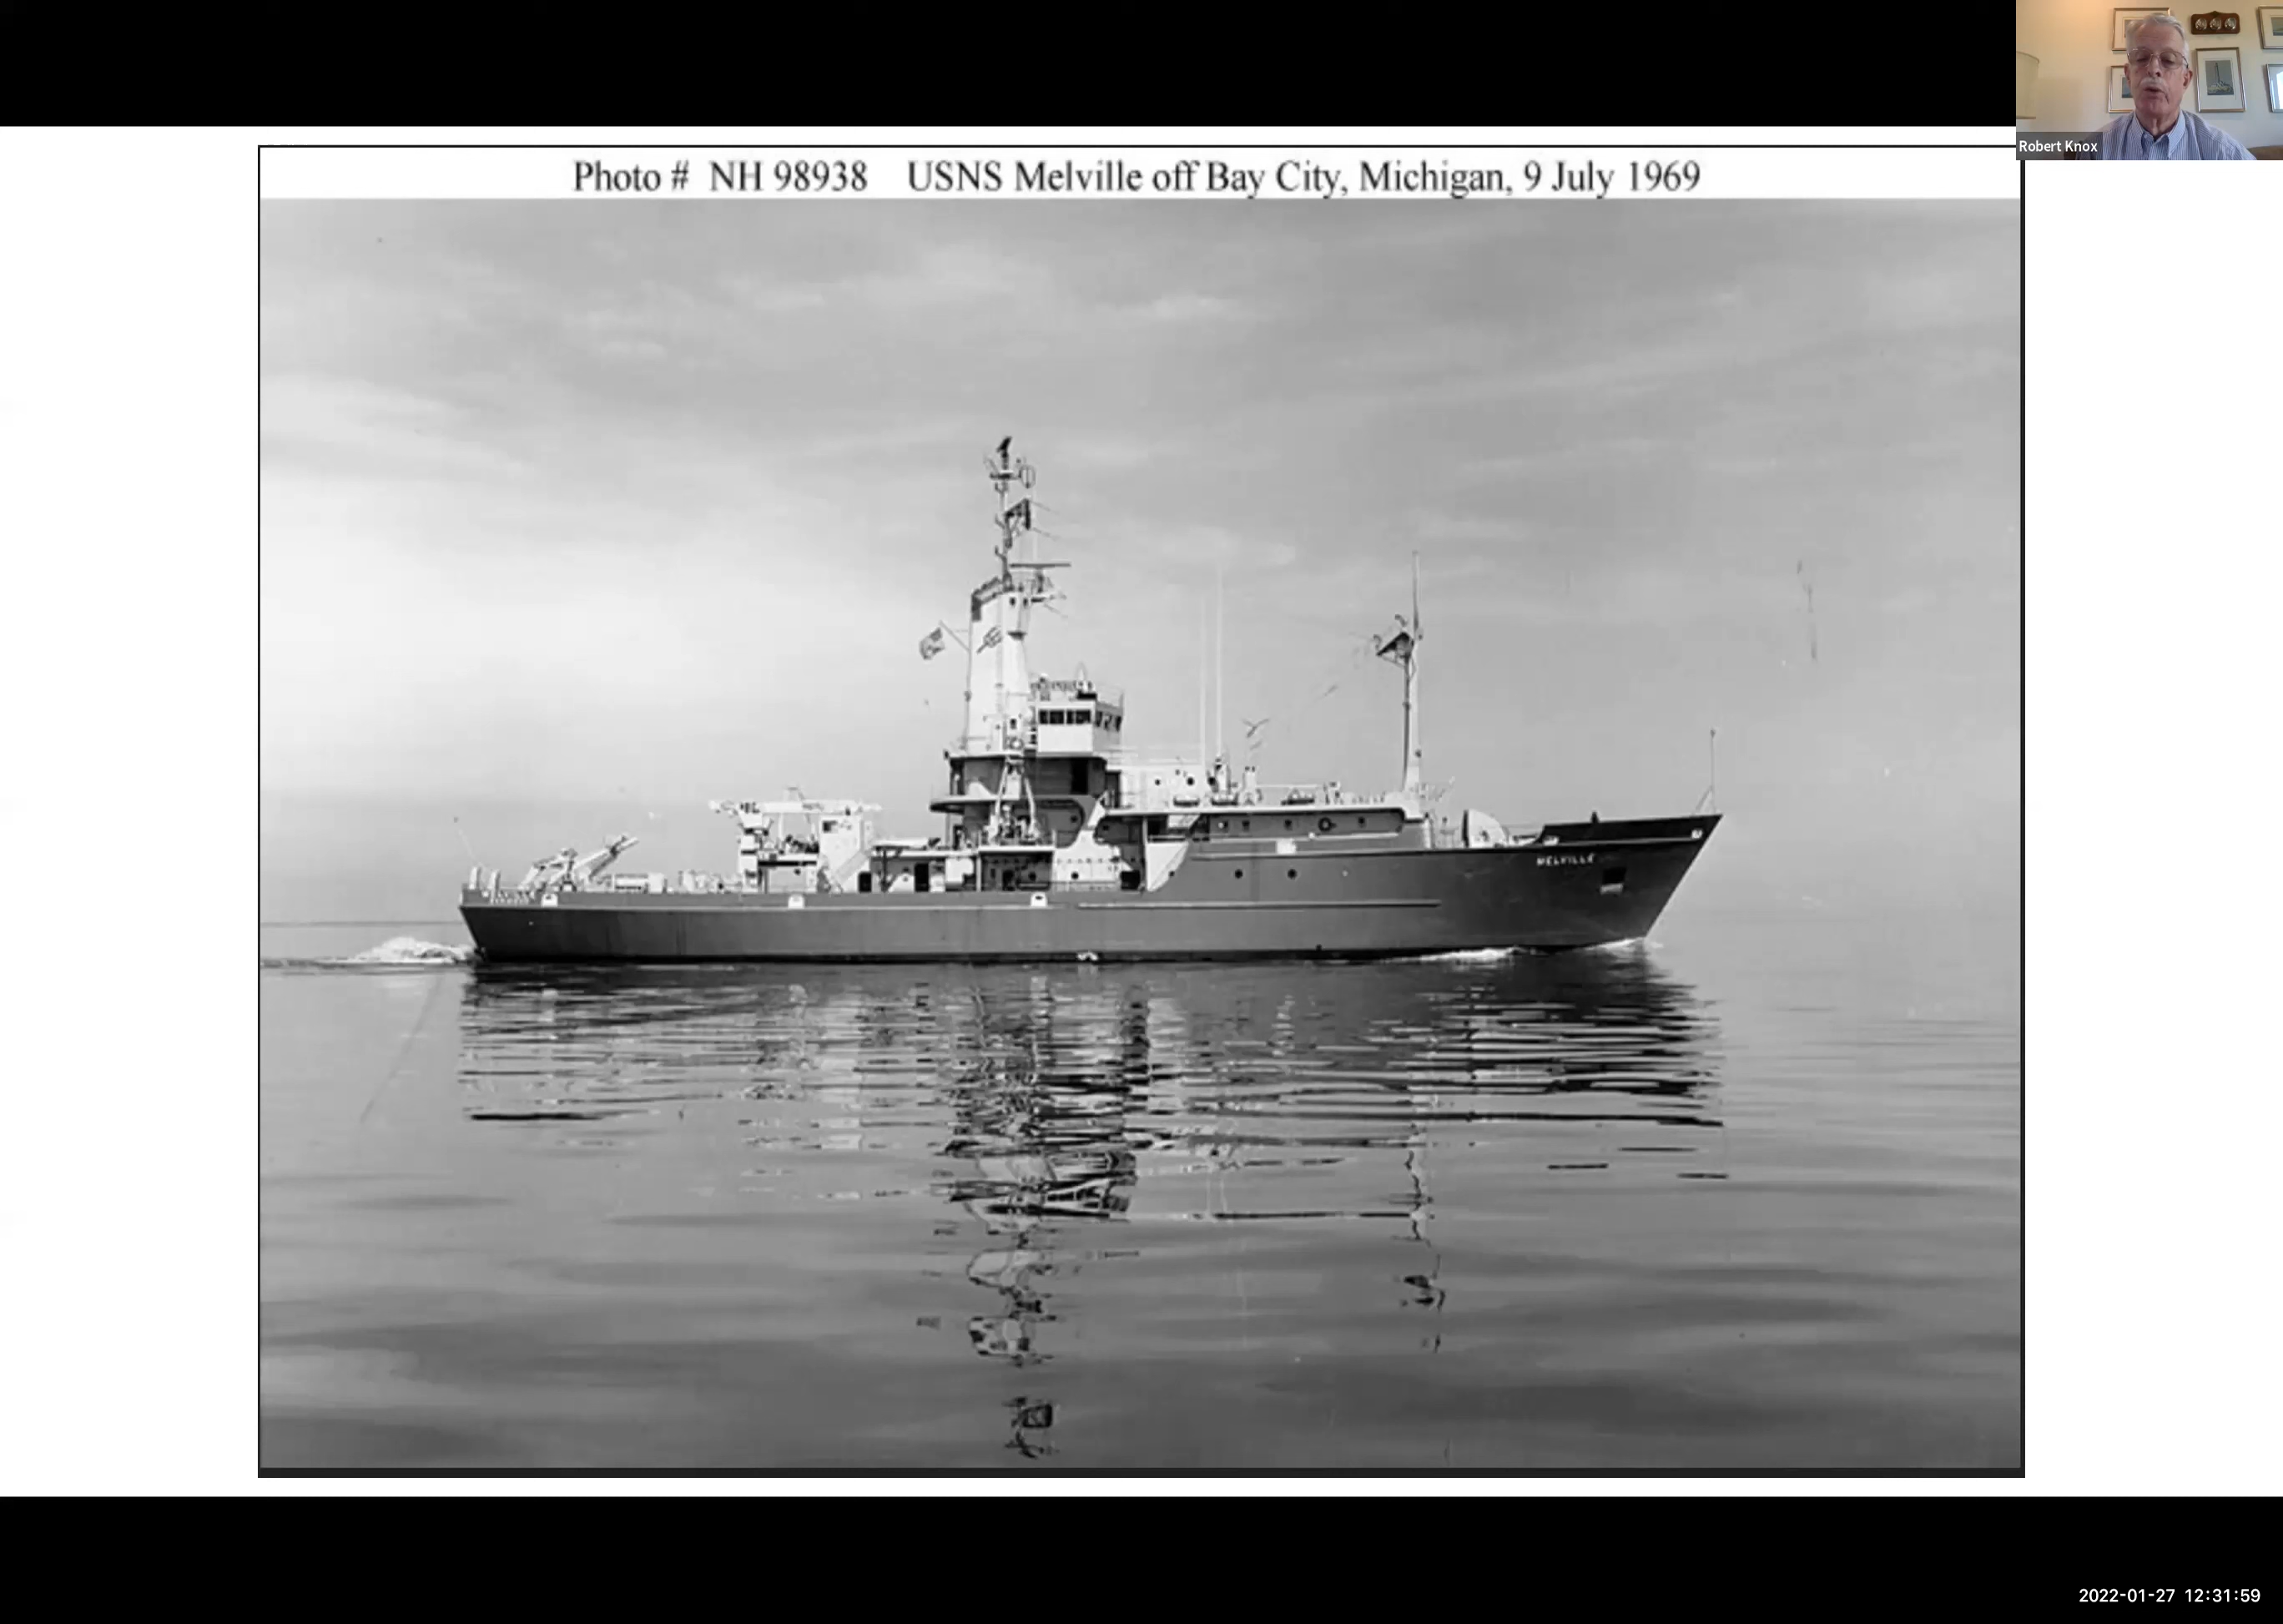 Photo #  NH 98938    USNS Melville off Bay City, Michigan, 9 July 1969
Robert Knox
MELVILLE
2022-01-27 12:31:59